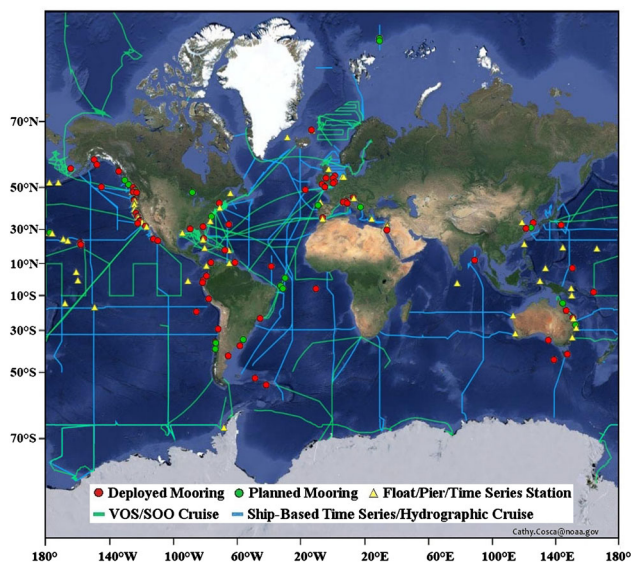 70°N
50°N
30°N
10°N
10°S
30°S
50°S
70°S
Deployed Mooring Planned Mooring Float/Pier/Time Series Station
VOS/SOO Cruise Ship-Based Time Series/Hydrographic Cruise
Cathy.Cosca@noaa.gov
180° 140°W 100°W 60°W 20°W 20°E 60°E 100°E 140°E 180°